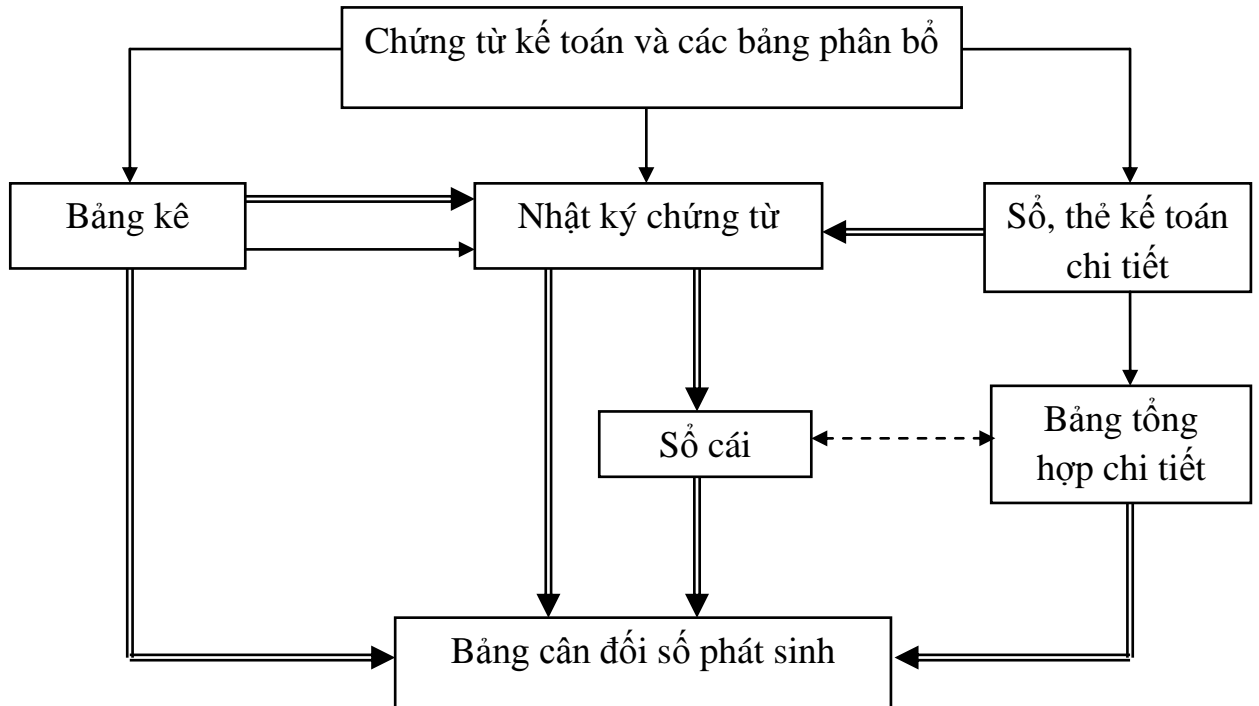 Chứng từ kế toán và các bảng phân bổ
Bảng kê
Nhật ký chứng từ
Sổ, thẻ kế toán
chi tiết
Sổ cái
Bảng tổng
hợp chi tiết
Bảng cân đối số phát sinh